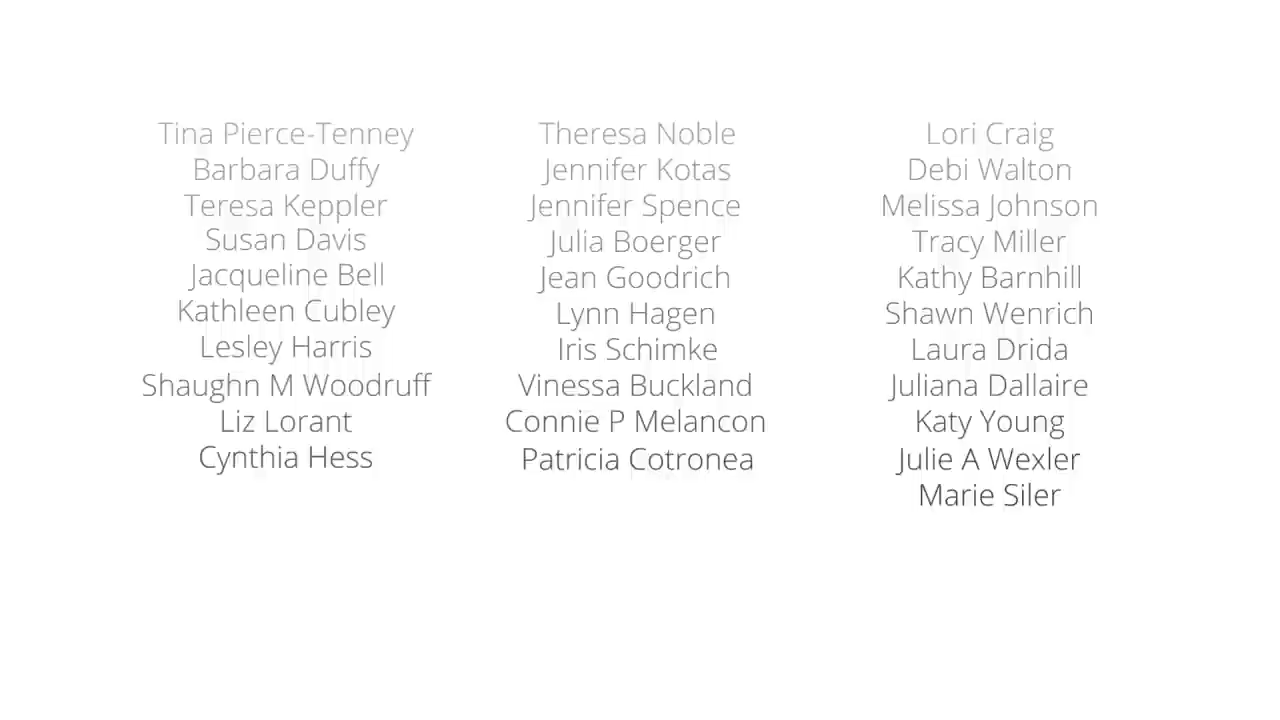 Tina Pierce-Tenney
Barbara Duffy
Teresa Keppler
Susan Davis
Jacqueline Bell
Kathleen Cubley
Lesley Harris
Shaughn M Woodruff
Liz Lorant
Cynthia Hess
Theresa Noble
Jennifer Kotas
Jennifer Spence
Julia Boerger
Jean Goodrich
Lynn Hagen
Iris Schimke
Vinessa Buckland
Connie P Melancon
Patricia Cotronea
Lori Craig
Debi Walton
Melissa Johnson
Tracy Miller
Kathy Barnhill
Shawn Wenrich
Laura Drida
Juliana Dallaire
Katy Young
Julie A Wexler
Marie Siler